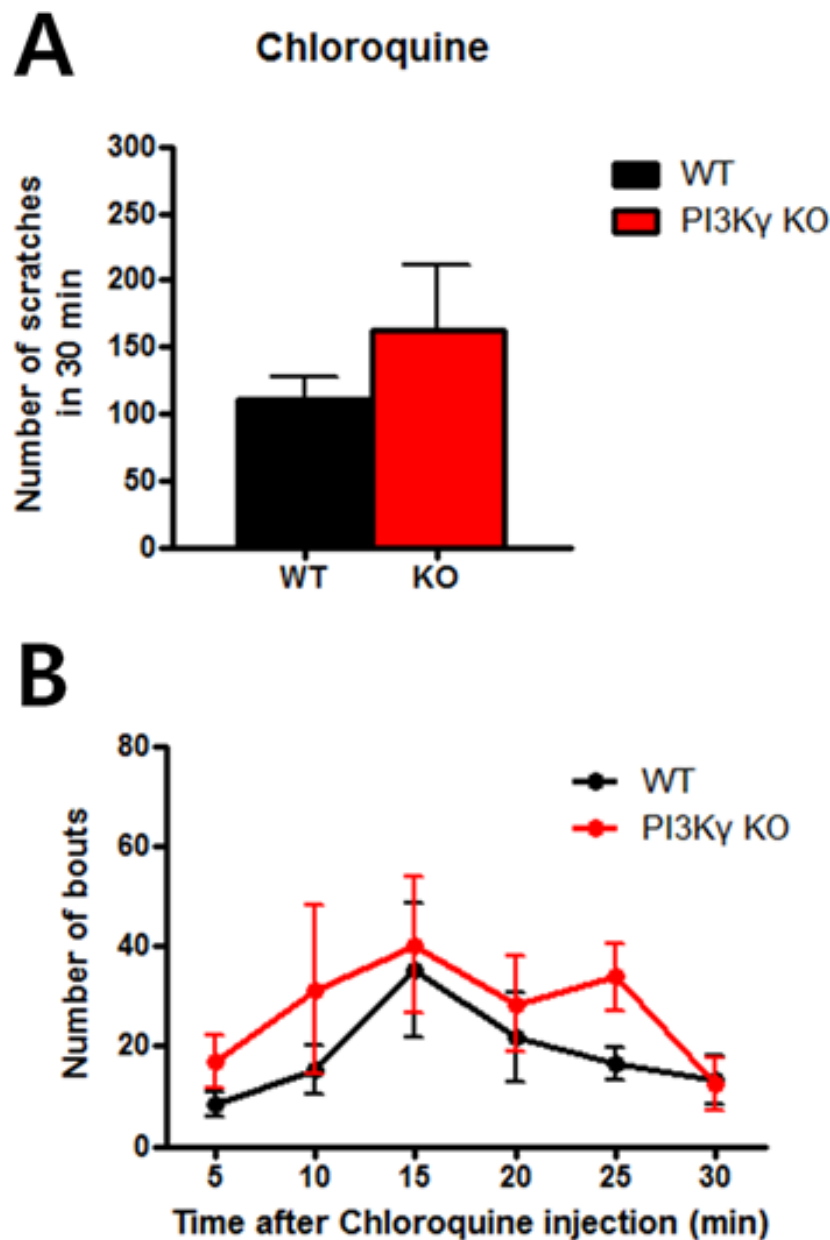 A
Chloroquine
300
250
200
150
100
50
0
Number of scratches
in 30 min
WT
KO
WT
PI3Kγ KO
B
80
60
40
20
0
Number of bouts
WT
PI3Kγ KO
5 10 15 20 25 30
Time after Chloroquine injection (min)